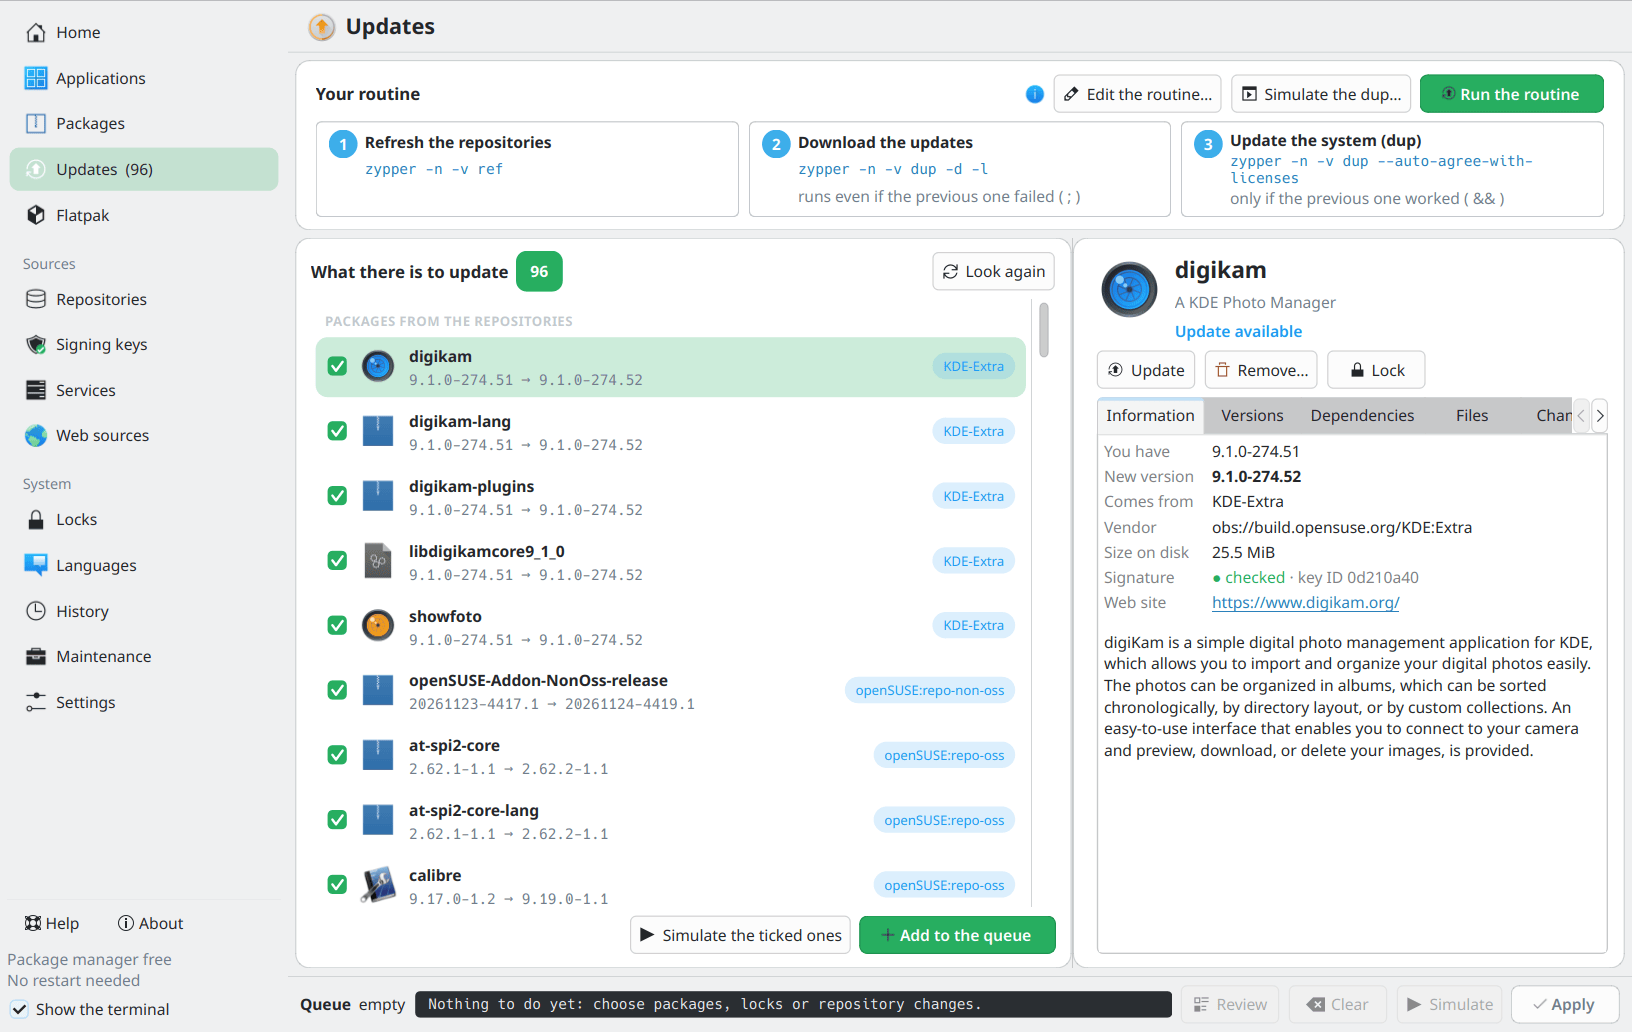 Home
Applications
Packages
Updates (96)
Flatpak
Sources
Repositories
Signing keys
Services
Web sources
System
Locks
Languages
History
Maintenance
Settings
Help
About
Package manager free
No restart needed
Show the terminal
Updates
Your routine
Edit the routine...
Simulate the dup...
Run the routine
1 Refresh the repositories
zypper -n -v ref
2 Download the updates
zypper -n -v dup -d -l
runs even if the previous one failed ( ; )
3 Update the system (dup)
zypper -n -v dup --auto-agree-with-
licenses
only if the previous one worked ( && )
What there is to update 96
Look again
PACKAGES FROM THE REPOSITORIES
digikam
9.1.0-274.51 → 9.1.0-274.52
KDE-Extra
digikam-lang
9.1.0-274.51 → 9.1.0-274.52
KDE-Extra
digikam-plugins
9.1.0-274.51 → 9.1.0-274.52
KDE-Extra
libdigikamcore9_1_0
9.1.0-274.51 → 9.1.0-274.52
KDE-Extra
showfoto
9.1.0-274.51 → 9.1.0-274.52
KDE-Extra
openSUSE-Addon-NonOss-release
20261123-4417.1 → 20261124-4419.1
openSUSE:repo-non-oss
at-spi2-core
2.62.1-1.1 → 2.62.2-1.1
openSUSE:repo-oss
at-spi2-core-lang
2.62.1-1.1 → 2.62.2-1.1
openSUSE:repo-oss
calibre
9.17.0-1.2 → 9.19.0-1.1
openSUSE:repo-oss
Simulate the ticked ones
Add to the queue
digikam
A KDE Photo Manager
Update available
Update
Remove...
Lock
Information
Versions
Dependencies
Files
Chan
You have 9.1.0-274.51
New version 9.1.0-274.52
Comes from KDE-Extra
Vendor obs://build.opensuse.org/KDE:Extra
Size on disk 25.5 MiB
Signature ● checked · key ID 0d210a40
Web site https://www.digikam.org/
digiKam is a simple digital photo management application for KDE,
which allows you to import and organize your digital photos easily.
The photos can be organized in albums, which can be sorted
chronologically, by directory layout, or by custom collections. An
easy-to-use interface that enables you to connect to your camera
and preview, download, or delete your images, is provided.
Queue empty
Nothing to do yet: choose packages, locks or repository changes.
Review
Clear
Simulate
Apply